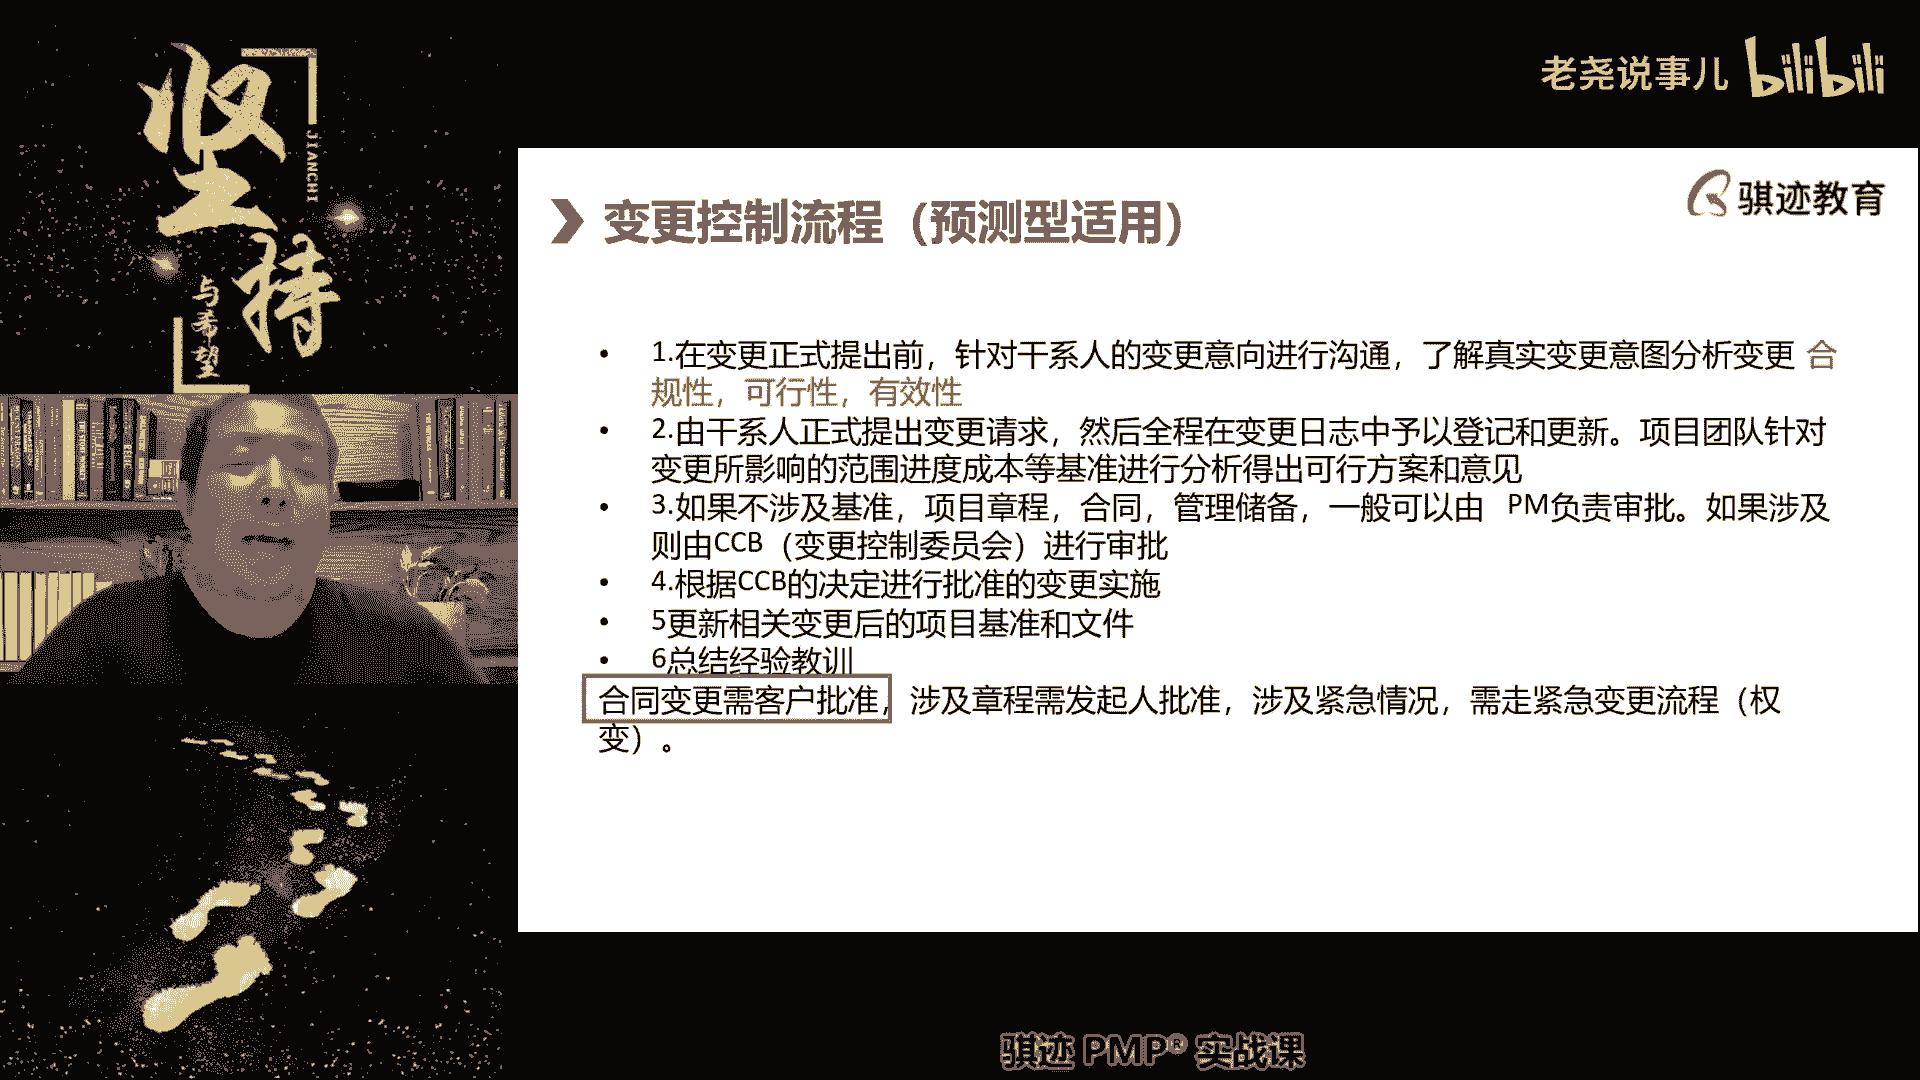 坚持
JIANCHI
与希望
老尧说事儿 bilibili
骐迹教育
变更控制流程（预测型适用）
• 1.在变更正式提出前，针对干系人的变更意向进行沟通，了解真实变更意图分析变更 合
规性，可行性，有效性
• 2.由干系人正式提出变更请求，然后全程在变更日志中予以登记和更新。项目团队针对
变更所影响的范围进度成本等基准进行分析得出可行方案和意见
• 3.如果不涉及基准，项目章程，合同，管理储备，一般可以由 PM负责审批。如果涉及
则由CCB（变更控制委员会）进行审批
• 4.根据CCB的决定进行批准的变更实施
• 5更新相关变更后的项目基准和文件
• 6总结经验教训
合同变更需客户批准，涉及章程需发起人批准，涉及紧急情况，需走紧急变更流程（权
变）。
骐迹 PMP® 实战课